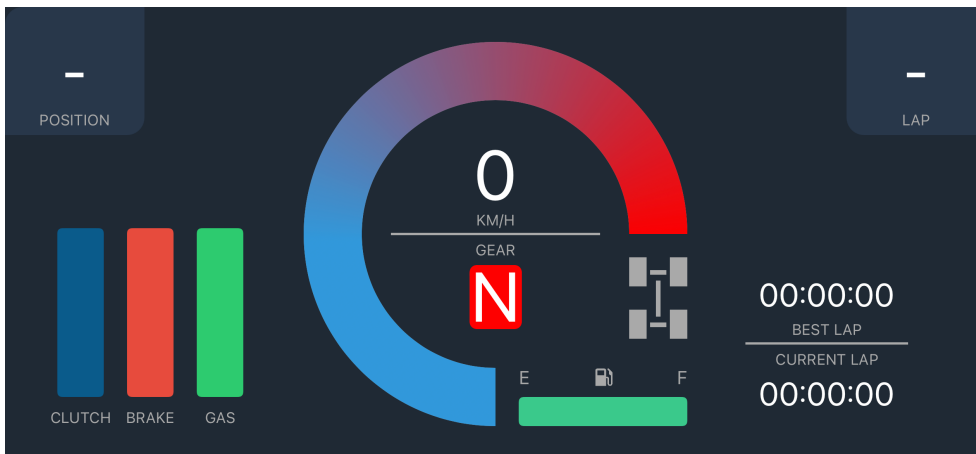 -
POSITION
-
LAP
0
KM/H
GEAR
N
E
F
CLUTCH
BRAKE
GAS
00:00:00
BEST LAP
CURRENT LAP
00:00:00